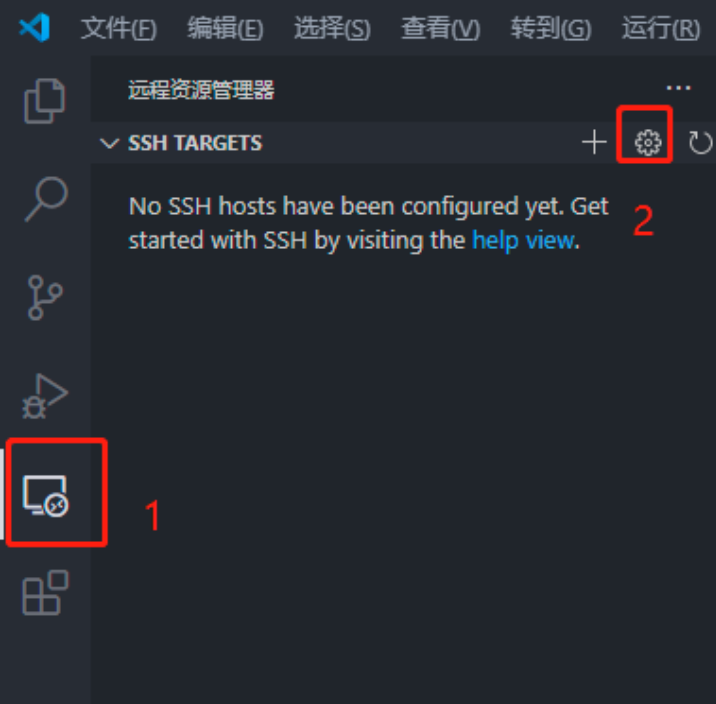 文件(F) 编辑(E) 选择(S) 查看(V) 转到(G) 运行(R)
远程资源管理器 ...
SSH TARGETS
No SSH hosts have been configured yet. Get
started with SSH by visiting the help view.
2
1